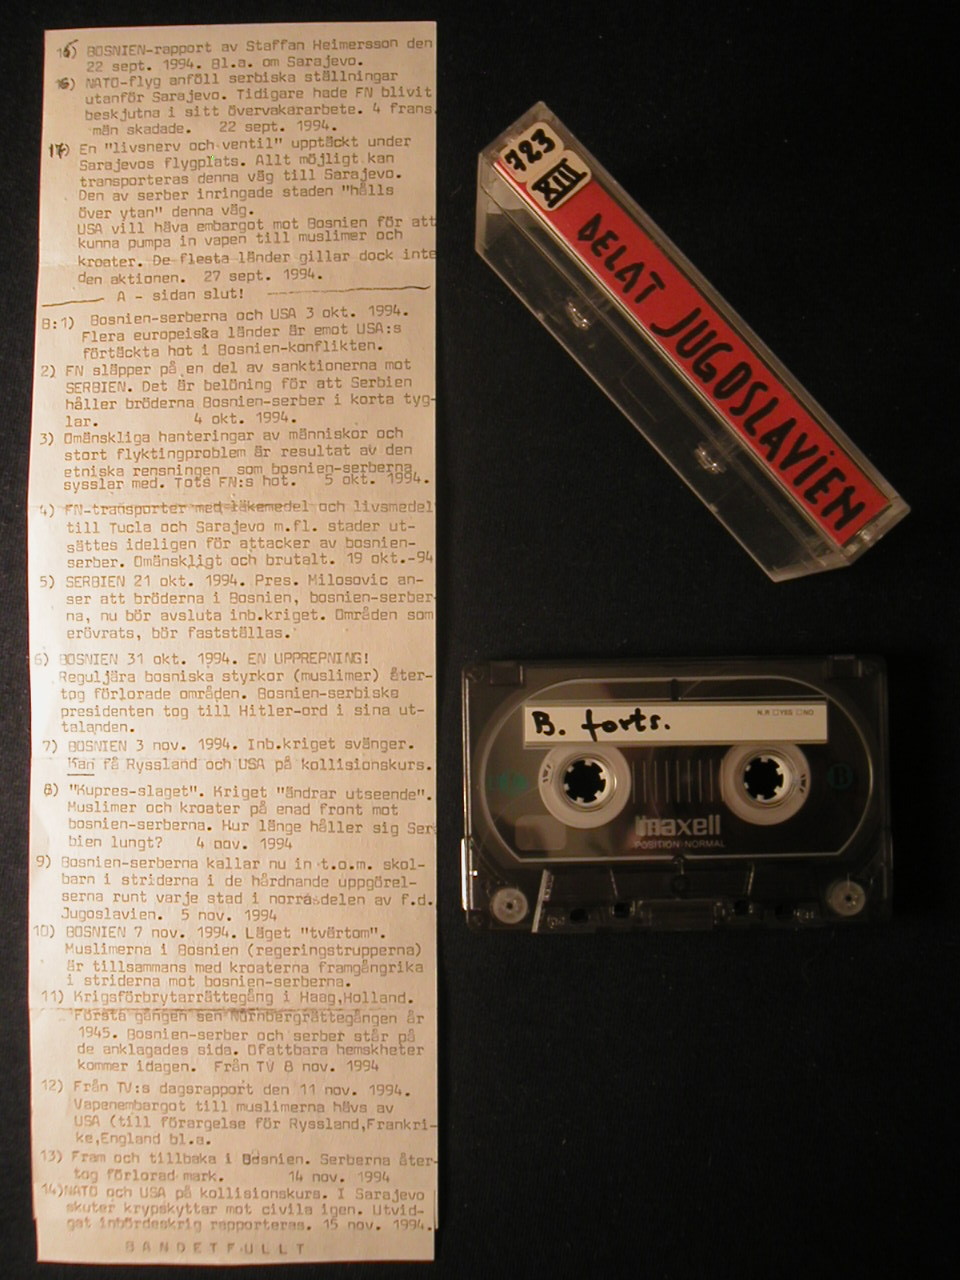 15) BOSNIEN-rapport av Staffan Heimersson den
22 sept. 1994. Bl.a. om Sarajevo.
16) NATO-flyg anföll serbiska ställningar
utanför Sarajevo. Tidigare hade FN blivit
beskjutna i sitt övervakararbete. 4 frans.
män skadade. 22 sept. 1994.
17) En "livsnerv och ventil" upptäckt under
Sarajevos flygplats. Allt möjligt kan
transporteras denna väg till Sarajevo.
Den av serber inringade staden "hålls
över ytan" denna väg.
USA vill häva embargot mot Bosnien för att
kunna pumpa in vapen till muslimer och
kroater. De flesta länder gillar dock inte
den aktionen. 27 sept. 1994.
A - sidan slut!
B:1) Bosnien-serberna och USA 3 okt. 1994.
Flera europeiska länder är emot USA:s
förtäckta hot i Bosnien-konflikten.
2) FN släpper på en del av sanktionerna mot
SERBIEN. Det är belöning för att Serbien
håller bröderna Bosnien-serber i korta tyg-
lar. 4 okt. 1994.
3) Omänskliga hanteringar av människor och
stort flyktingproblem är resultat av den
etniska rensningen som bosnien-serberna
sysslar med. Tots FN:s hot. 5 okt. 1994.
4) FN-transporter med läkemedel och livsmedel
till Tucla och Sarajevo m.fl. stader ut-
sättes ideligen för attacker av bosnien-
serber. Omänskligt och brutalt. 19 okt.-94
5) SERBIEN 21 okt. 1994. Pres. Milosovic an-
ser att bröderna i Bosnien, bosnien-serber-
na, nu bör avsluta inb.kriget. Områden som
erövrats, bör fastställas.
6) BOSNIEN 31 okt. 1994. EN UPPREPNING!
Reguljära bosniska styrkor (muslimer) åter-
tog förlorade områden. Bosnien-serbiske
presidenten tog till Hitler-ord i sina ut-
talanden.
7) BOSNIEN 3 nov. 1994. Inb.kriget svänger.
Kan få Ryssland och USA på kollisionskurs.
8) "Kupres-slaget". Kriget "ändrar utseende".
Muslimer och kroater på enad front mot
bosnien-serberna. Hur länge håller sig Ser
bien lungt? 4 nov. 1994
9) Bosnien-serberna kallar nu in t.o.m. skol-
barn i striderna i de hårdnande uppgörel-
serna runt varje stad i norra delen av f.d.
Jugoslavien. 5 nov. 1994
10) BOSNIEN 7 nov. 1994. Läget "tvärtom".
Muslimerna i Bosnien (regeringstrupperna)
är tillsammans med kroaterna framgångrika
i striderna mot bosnien-serberna.
11) Krigsförbrytarrättegång i Haag,Holland.
Första gången sen Nürnbergrättegången år
1945. Bosnien-serber och serber står på
de anklagades sida. Ofattbara hemskheter
kommer idagen. Från TV 8 nov. 1994
12) Från TV:s dagsrapport den 11 nov. 1994.
Vapenembargot till muslimerna hävs av
USA (till förargelse för Ryssland,Frankri-
ke,England bl.a.
13) Fram och tillbaka i Bosnien. Serberna åter-
tog förlorad mark. 14 nov. 1994
14)NATO och USA på kollisionskurs. I Sarajevo
skuter krypskyttar mot civila igen. Utvid-
gat inbördeskrig rapporteras. 15 nov. 1994.
BANDETFULLT
723
XIII
DELAT JUGOSLAVIEN
B. forts.
N.R □YES □NO
B
maxell
POSITION·NORMAL